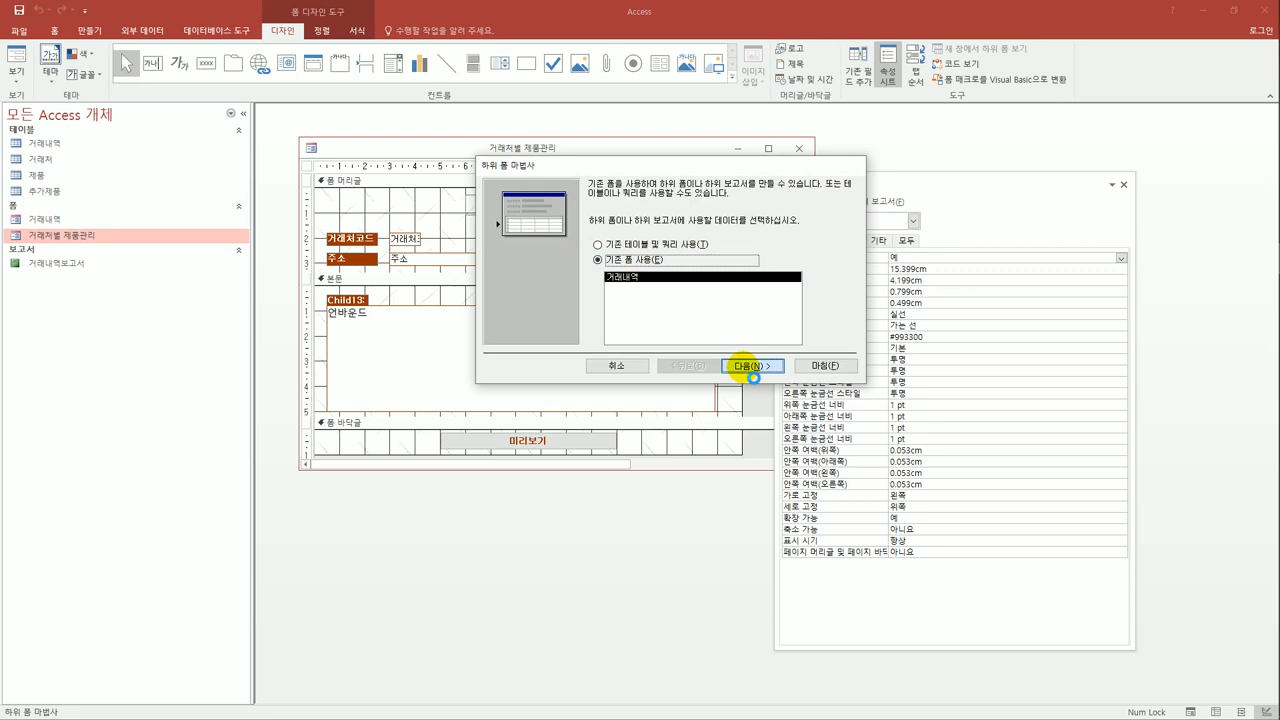 폼 디자인 도구
Access
파일 홈 만들기 외부 데이터 데이터베이스 도구 디자인 정렬 서식 수행할 작업을 알려 주세요. 로그인
보기
보기
테마
색
글꼴
테마
컨트롤
이미지 삽입
로고
제목
날짜 및 시간
머리글/바닥글
기존 필드 추가
속성 시트
탭 순서
새 창에서 하위 폼 보기
코드 보기
폼 매크로를 Visual Basic으로 변환
도구
모든 Access 개체
테이블
거래내역
거래처
제품
추가제품
폼
거래내역
거래처별 제품관리
보고서
거래내역보고서
거래처별 제품관리
폼 머리글
거래처코드
주소 주소
본문
Child13:
언바운드
폼 바닥글
미리보기
하위 폼 마법사
기존 폼을 사용하여 하위 폼이나 하위 보고서를 만들 수 있습니다. 또는 테
이블이나 쿼리를 사용할 수도 있습니다.
하위 폼이나 하위 보고서에 사용할 데이터를 선택하십시오.
기존 테이블 및 쿼리 사용(T)
기존 폼 사용(E)
거래내역
취소 < 뒤로(B) 다음(N) > 마침(F)
보고서(F)
기타 모두
예
15.399cm
4.199cm
0.799cm
0.499cm
실선
가는 선
#993300
기본
투명
투명
투명
오른쪽 눈금선 스타일 투명
위쪽 눈금선 너비 1 pt
아래쪽 눈금선 너비 1 pt
왼쪽 눈금선 너비 1 pt
오른쪽 눈금선 너비 1 pt
안쪽 여백(위쪽) 0.053cm
안쪽 여백(아래쪽) 0.053cm
안쪽 여백(왼쪽) 0.053cm
안쪽 여백(오른쪽) 0.053cm
가로 고정 왼쪽
세로 고정 위쪽
확장 가능 예
축소 가능 아니요
표시 시기 항상
페이지 머리글 및 페이지 바닥 아니요
하위 폼 마법사
Num Lock